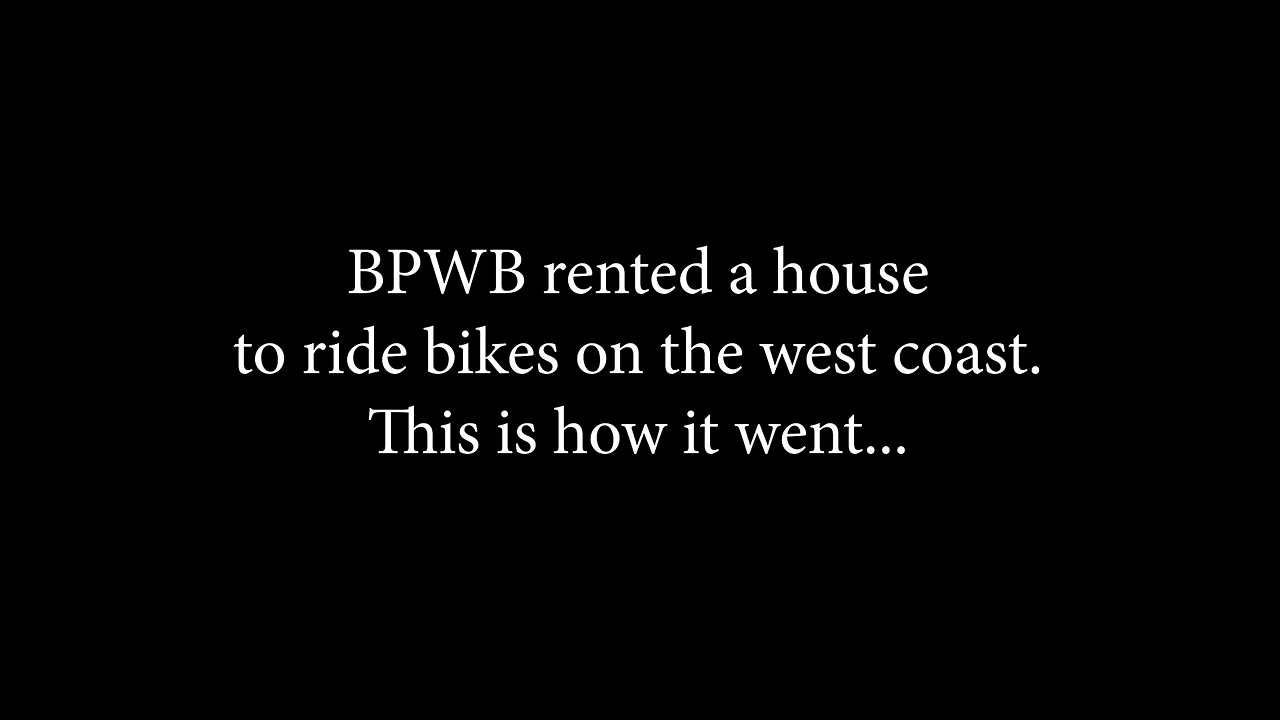 BPWB rented a house
to ride bikes on the west coast.
This is how it went...